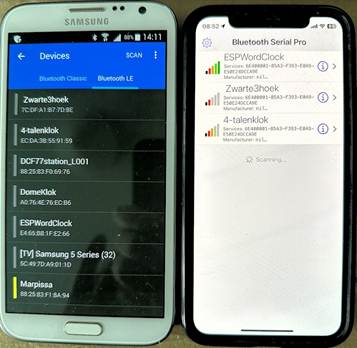 SAMSUNG
88% 14:11
Devices
SCAN
Bluetooth Classic
Bluetooth LE
Zwarte3hoek
7C:DF:A1:B7:7D:BE
4-talenklok
EC:DA:3B:55:91:59
DCF77station_L001
88:25:83:F0:69:76
DomeKlok
A0:76:4E:76:EC:B6
ESPWordClock
E4:65:B8:1F:E2:66
[TV] Samsung 5 Series (32)
5C:49:7D:A9:01:1D
Marpissa
88:25:83:F1:8A:94
08:52
Bluetooth Serial Pro
ESPWordClock
Services: 6E400001-B5A3-F393-E0A9-
E50E24DCCA9E
Manufacturer: nil…
Zwarte3hoek
Services: 6E400001-B5A3-F393-E0A9-
E50E24DCCA9E
Manufacturer: nil…
4-talenklok
Services: 6E400001-B5A3-F393-E0A9-
E50E24DCCA9E
Manufacturer: nil…
Scanning…